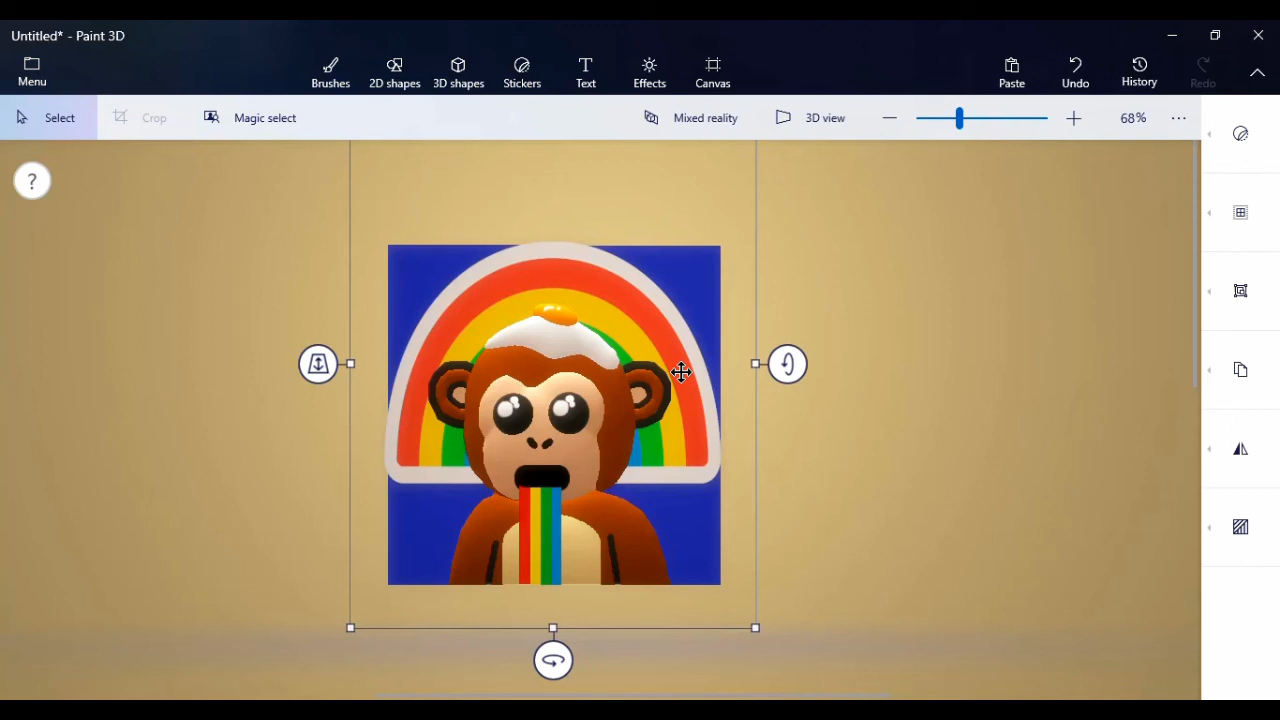 Untitled* - Paint 3D
Menu
Brushes
2D shapes
3D shapes
Stickers
Text
Effects
Canvas
Paste
Undo
History
Redo
Select
Crop
Magic select
Mixed reality
3D view
68%
?